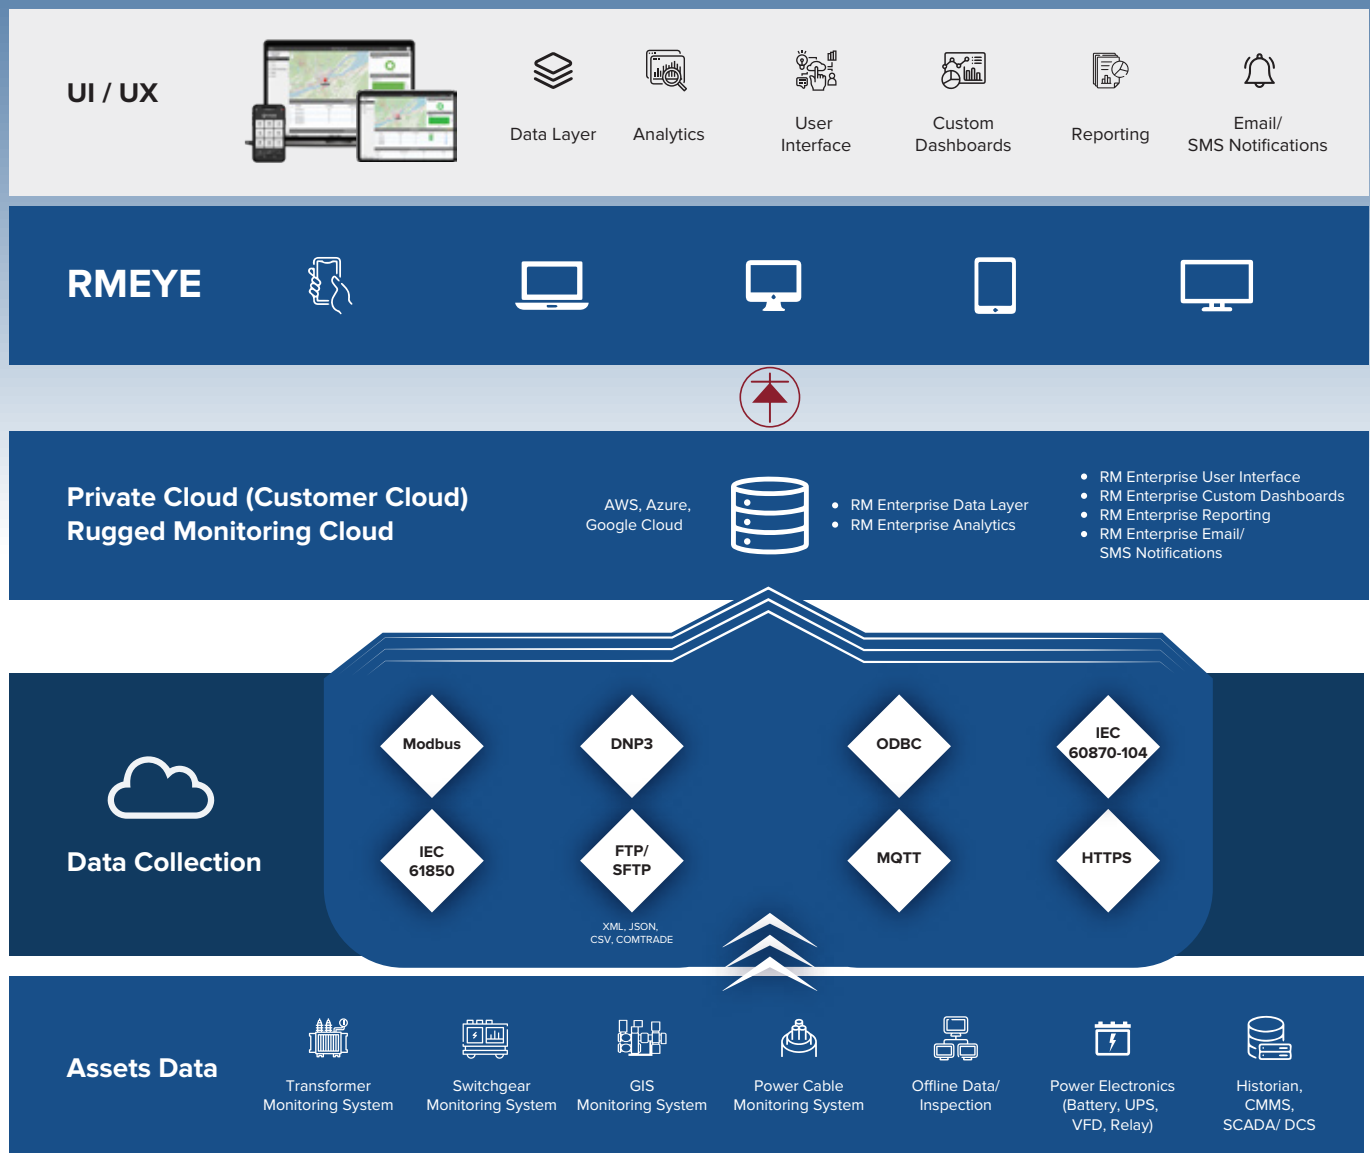 UI / UX
Data Layer
Analytics
User
Interface
Custom
Dashboards
Reporting
Email/
SMS Notifications
RMEYE
Private Cloud (Customer Cloud)
Rugged Monitoring Cloud
AWS, Azure,
Google Cloud
• RM Enterprise Data Layer
• RM Enterprise Analytics
• RM Enterprise User Interface
• RM Enterprise Custom Dashboards
• RM Enterprise Reporting
• RM Enterprise Email/
SMS Notifications
Data Collection
Modbus
DNP3
ODBC
IEC
60870-104
IEC
61850
FTP/
SFTP
MQTT
HTTPS
XML, JSON,
CSV, COMTRADE
Assets Data
Transformer
Monitoring System
Switchgear
Monitoring System
GIS
Monitoring System
Power Cable
Monitoring System
Offline Data/
Inspection
Power Electronics
(Battery, UPS,
VFD, Relay)
Historian,
CMMS,
SCADA/ DCS